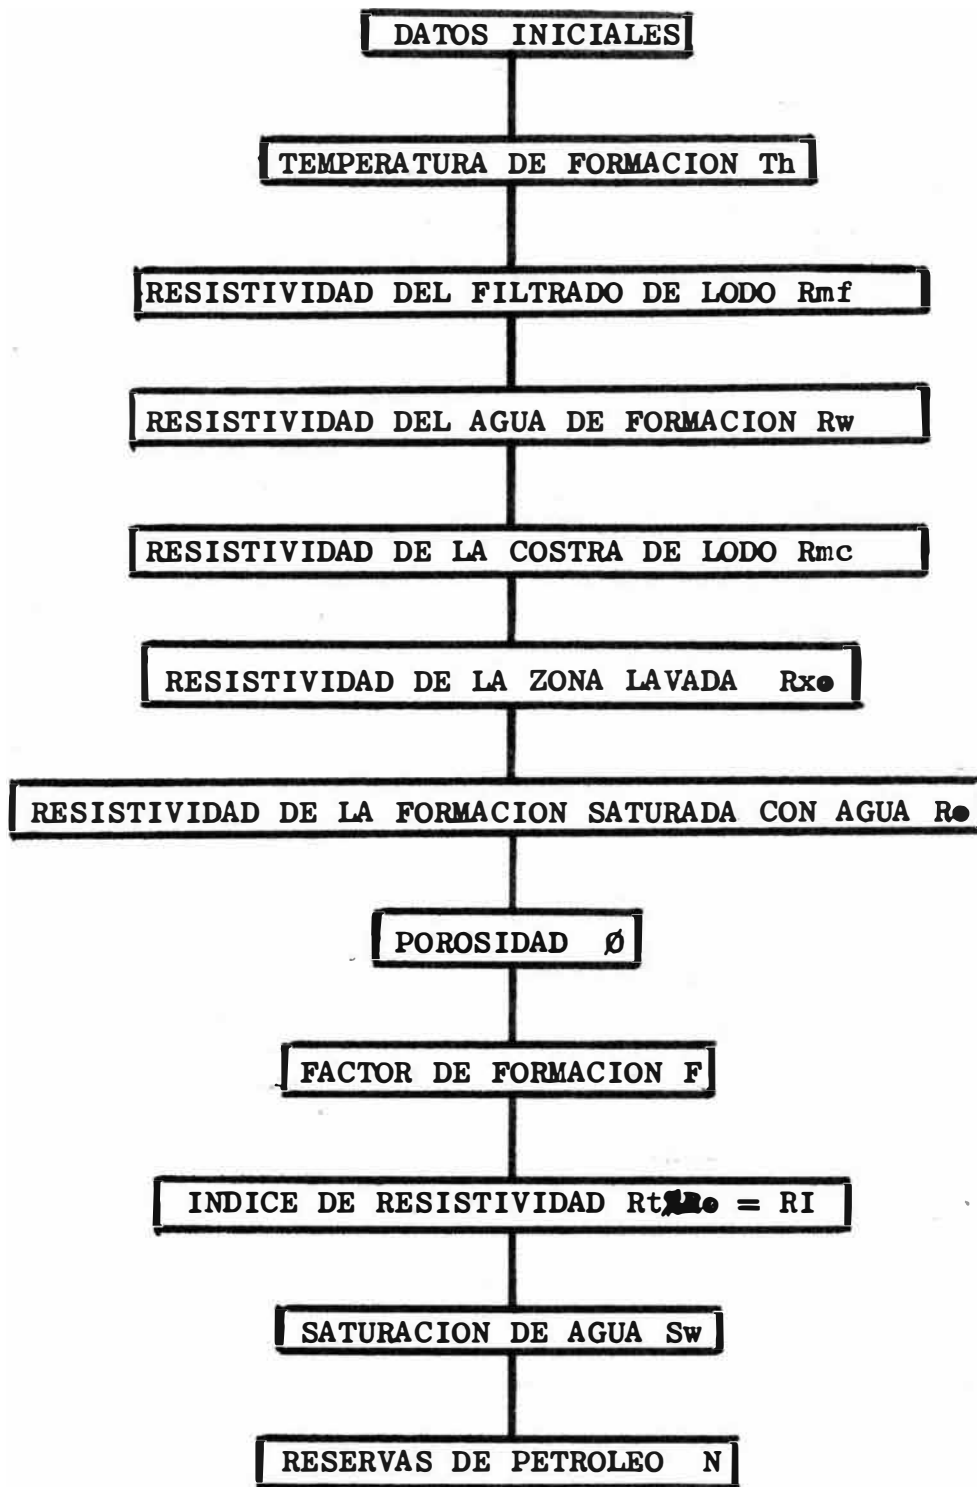 DATOS INICIALES
TEMPERATURA DE FORMACION Th
RESISTIVIDAD DEL FILTRADO DE LODO Rmf
RESISTIVIDAD DEL AGUA DE FORMACION Rw
RESISTIVIDAD DE LA COSTRA DE LODO Rmc
RESISTIVIDAD DE LA ZONA LAVADA Rxo
RESISTIVIDAD DE LA FORMACION SATURADA CON AGUA Ro
POROSIDAD Ø
FACTOR DE FORMACION F
INDICE DE RESISTIVIDAD Rt/Ro = RI
SATURACION DE AGUA Sw
RESERVAS DE PETROLEO N